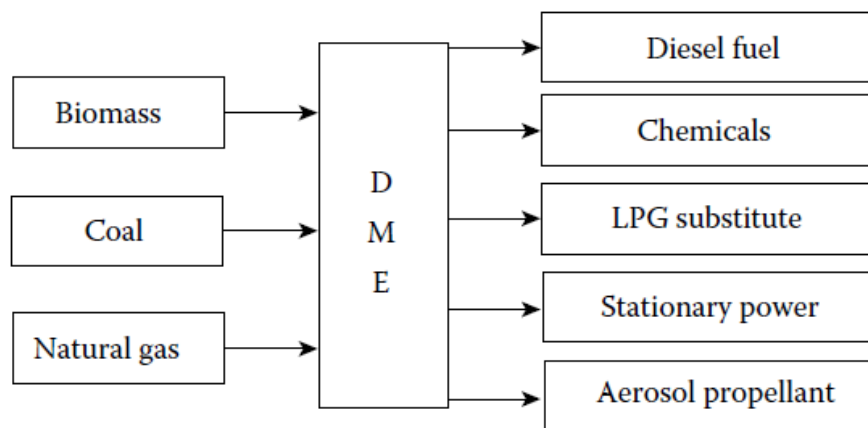 Biomass
Coal
Natural gas
D
M
E
Diesel fuel
Chemicals
LPG substitute
Stationary power
Aerosol propellant